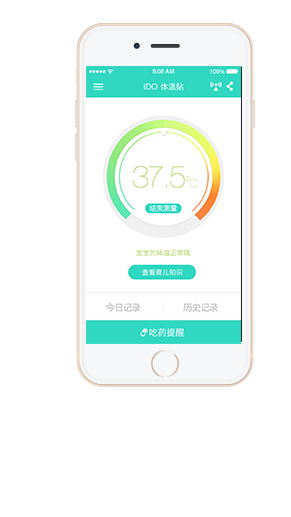 8:08 AM 100%
IDO 体温贴
37.5℃
结束测量
宝宝的体温正常哦
查看育儿知识
今日记录 历史记录
吃药提醒